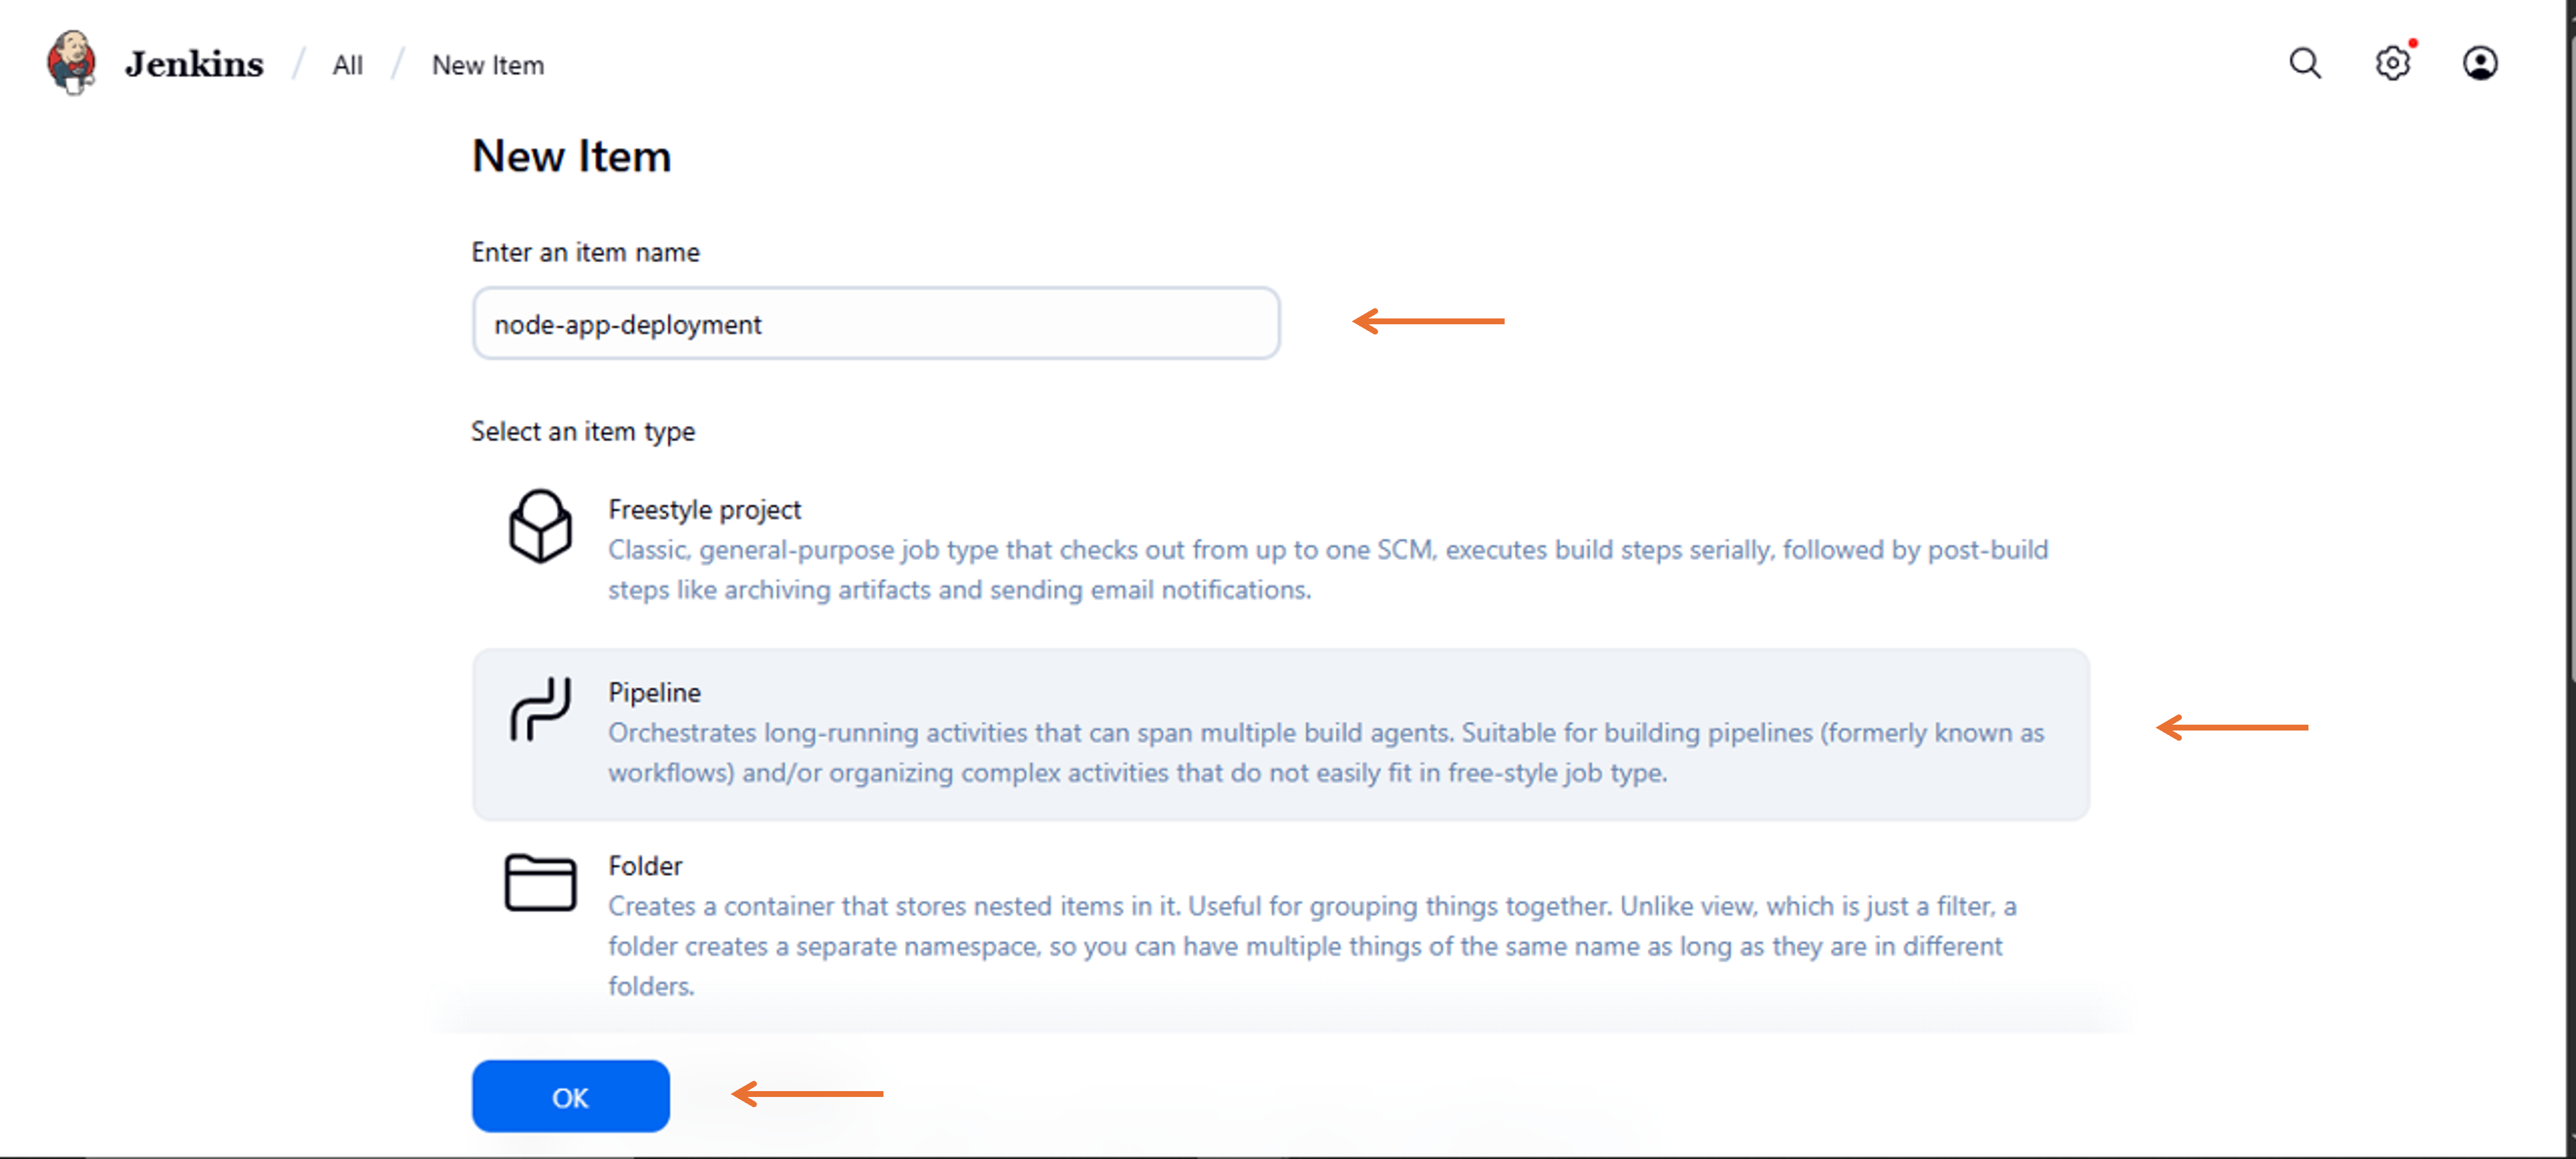 Jenkins / All / New Item
New Item
Enter an item name
node-app-deployment
Select an item type
Freestyle project
Classic, general-purpose job type that checks out from up to one SCM, executes build steps serially, followed by post-build
steps like archiving artifacts and sending email notifications.
Pipeline
Orchestrates long-running activities that can span multiple build agents. Suitable for building pipelines (formerly known as
workflows) and/or organizing complex activities that do not easily fit in free-style job type.
Folder
Creates a container that stores nested items in it. Useful for grouping things together. Unlike view, which is just a filter, a
folder creates a separate namespace, so you can have multiple things of the same name as long as they are in different
folders.
OK